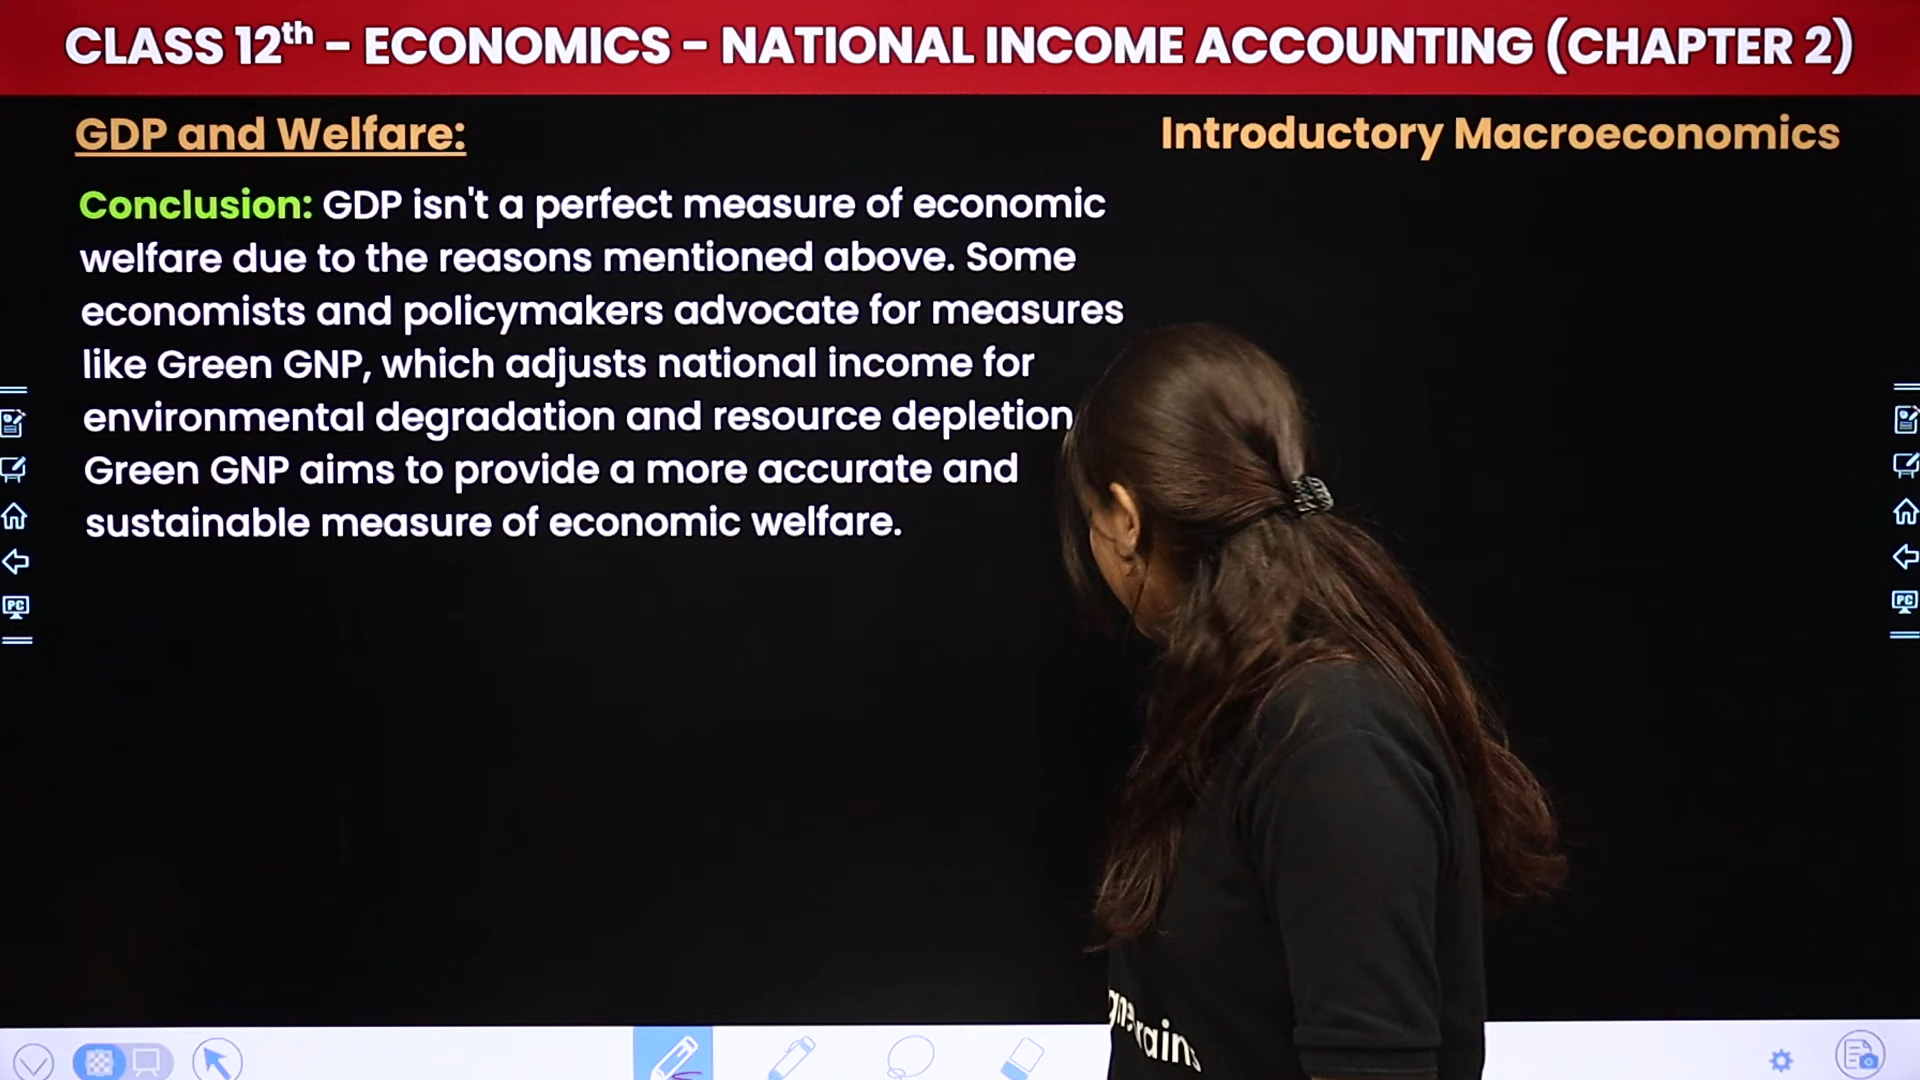 CLASS 12th - ECONOMICS - NATIONAL INCOME ACCOUNTING (CHAPTER 2)
GDP and Welfare:
Introductory Macroeconomics
Conclusion: GDP isn't a perfect measure of economic
welfare due to the reasons mentioned above. Some
economists and policymakers advocate for measures
like Green GNP, which adjusts national income for
environmental degradation and resource depletion
Green GNP aims to provide a more accurate and
sustainable measure of economic welfare.
PC
PC